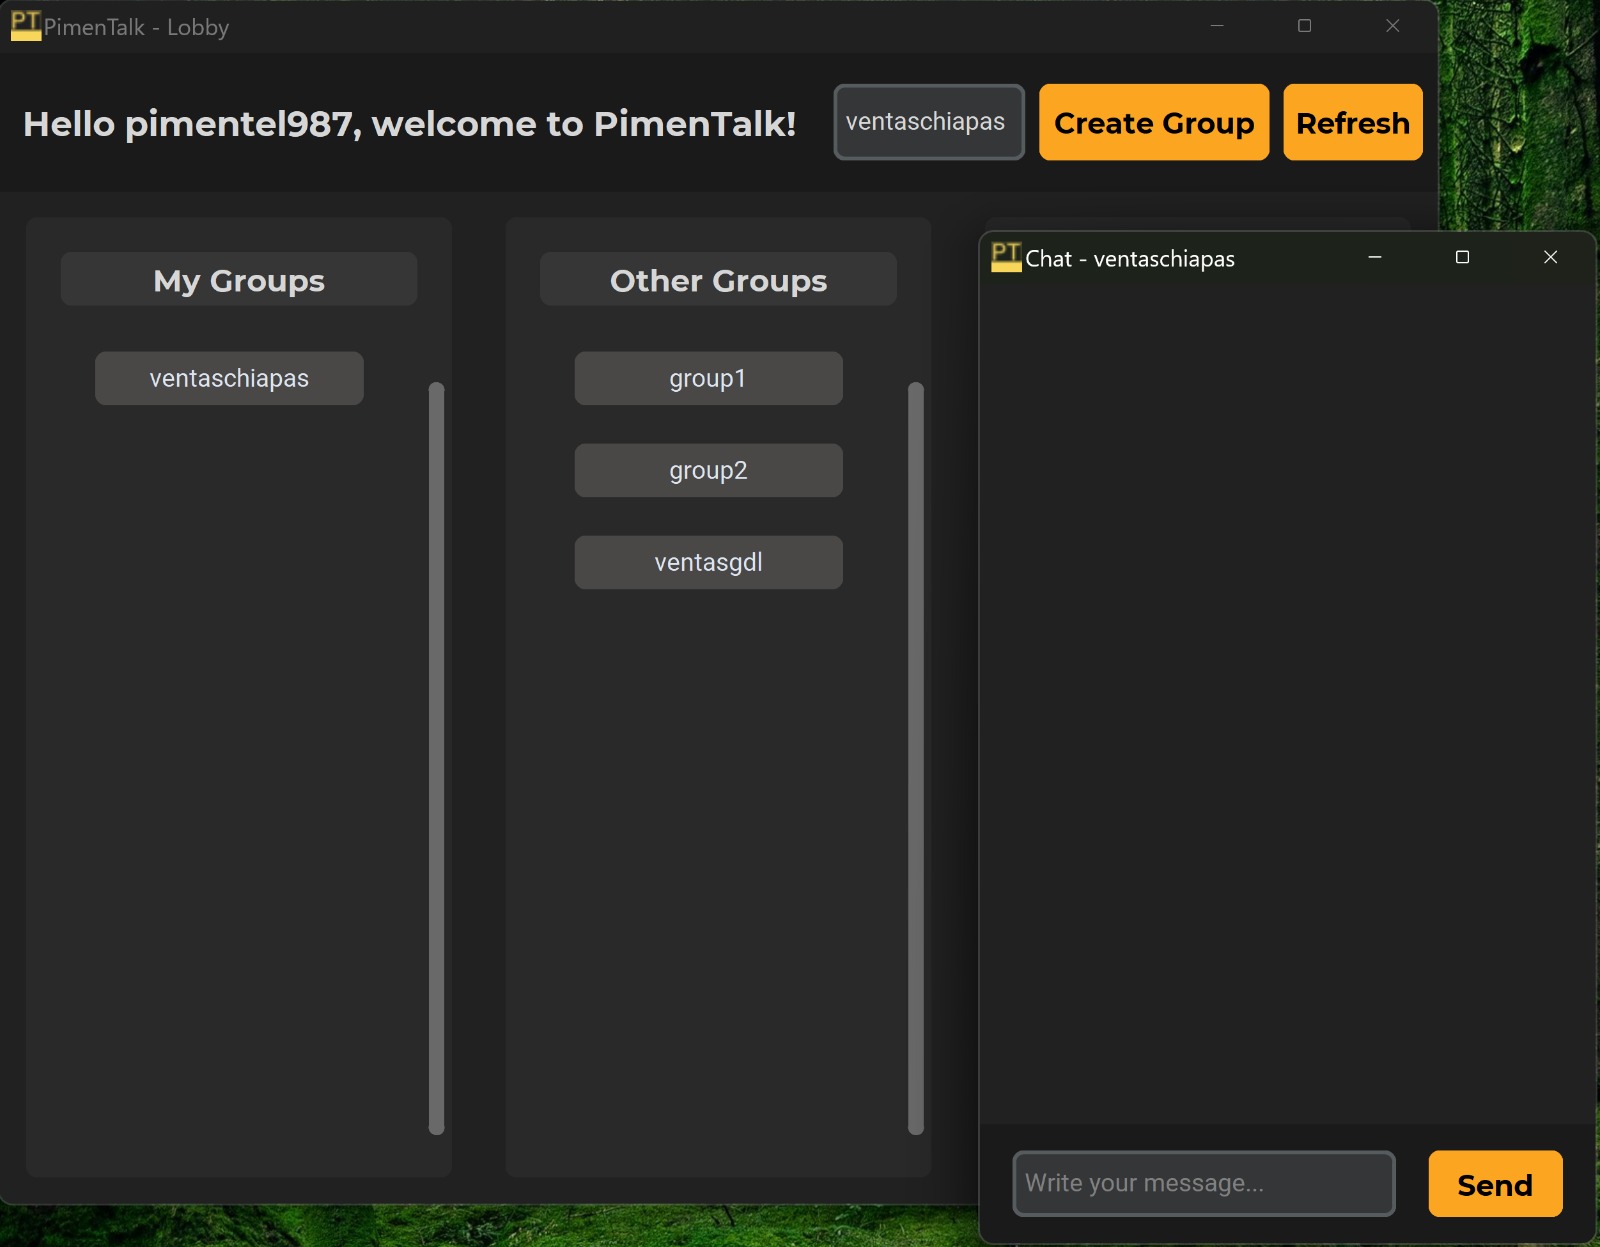 PT PimenTalk - Lobby
Hello pimentel987, welcome to PimenTalk!
ventaschiapas
Create Group
Refresh
My Groups
ventaschiapas
Other Groups
group1
group2
ventasgdl
PT Chat - ventaschiapas
Write your message...
Send